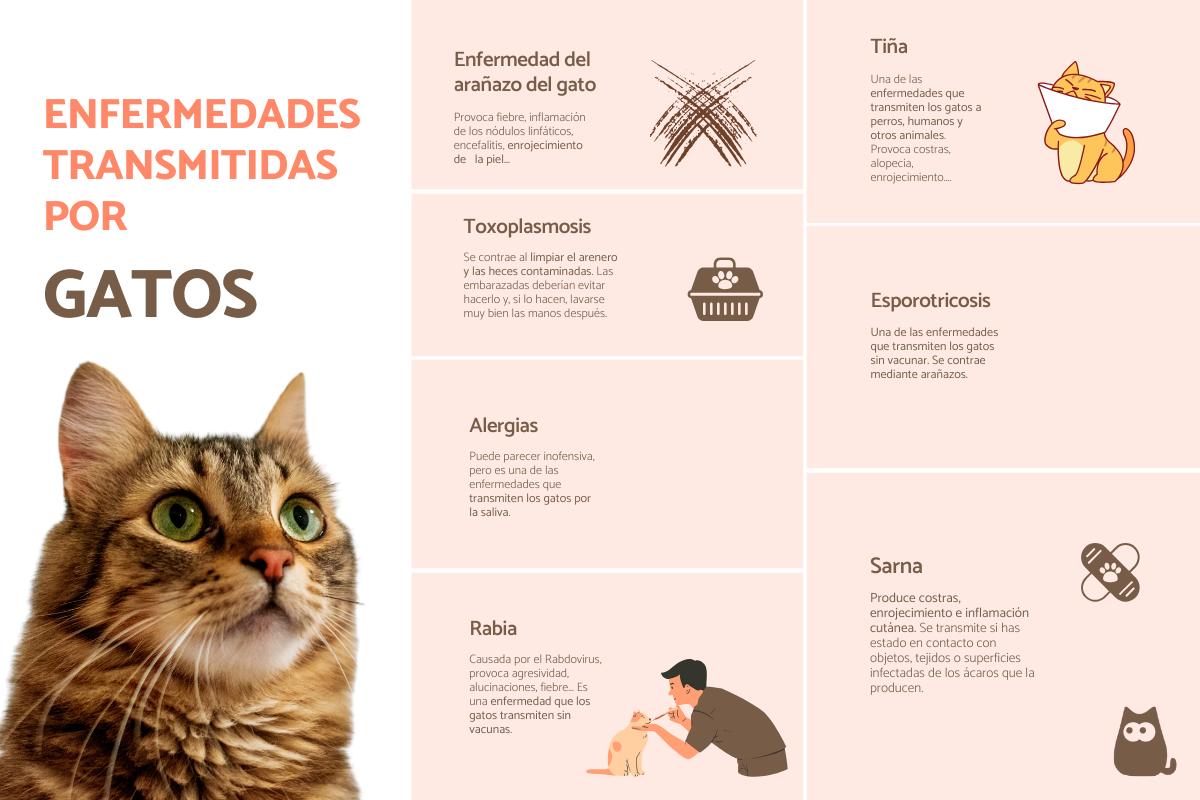 ENFERMEDADES
TRANSMITIDAS
POR
GATOS
Enfermedad del
arañazo del gato
Provoca fiebre, inflamación
de los nódulos linfáticos,
encefalitis, enrojecimiento
de la piel...
Toxoplasmosis
Se contrae al limpiar el arenero
y las heces contaminadas. Las
embarazadas deberían evitar
hacerlo y, si lo hacen, lavarse
muy bien las manos después.
Alergias
Puede parecer inofensiva,
pero es una de las
enfermedades que
transmiten los gatos por
la saliva.
Rabia
Causada por el Rabdovirus,
provoca agresividad,
alucinaciones, fiebre... Es
una enfermedad que los
gatos transmiten sin
vacunas.
Tiña
Una de las
enfermedades que
transmiten los gatos a
perros, humanos y
otros animales.
Provoca costras,
alopecia,
enrojecimiento....
Esporotricosis
Una de las enfermedades
que transmiten los gatos
sin vacunar. Se contrae
mediante arañazos.
Sarna
Produce costras,
enrojecimiento e inflamación
cutánea. Se transmite si has
estado en contacto con
objetos, tejidos o superficies
infectadas de los ácaros que la
producen.